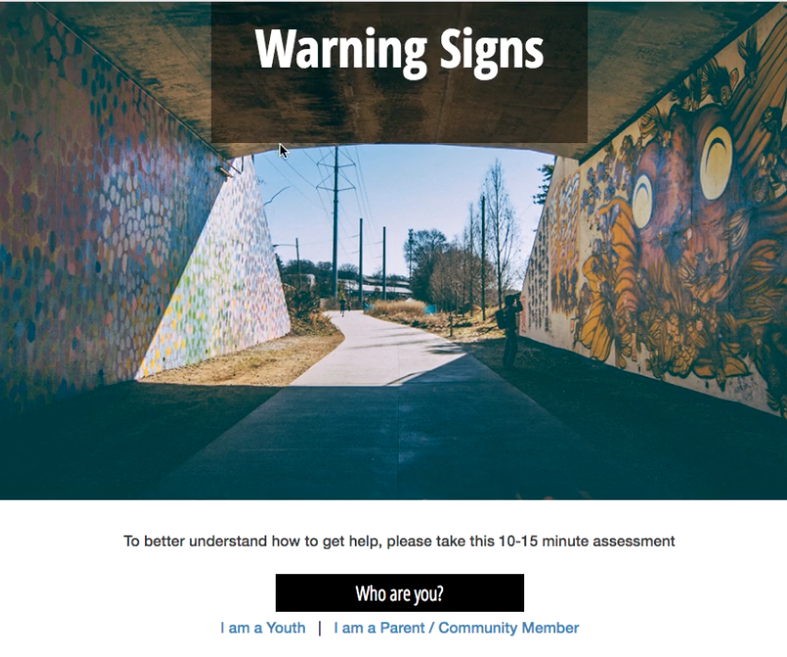 Warning Signs
To better understand how to get help, please take this 10-15 minute assessment
Who are you?
I am a Youth | I am a Parent / Community Member